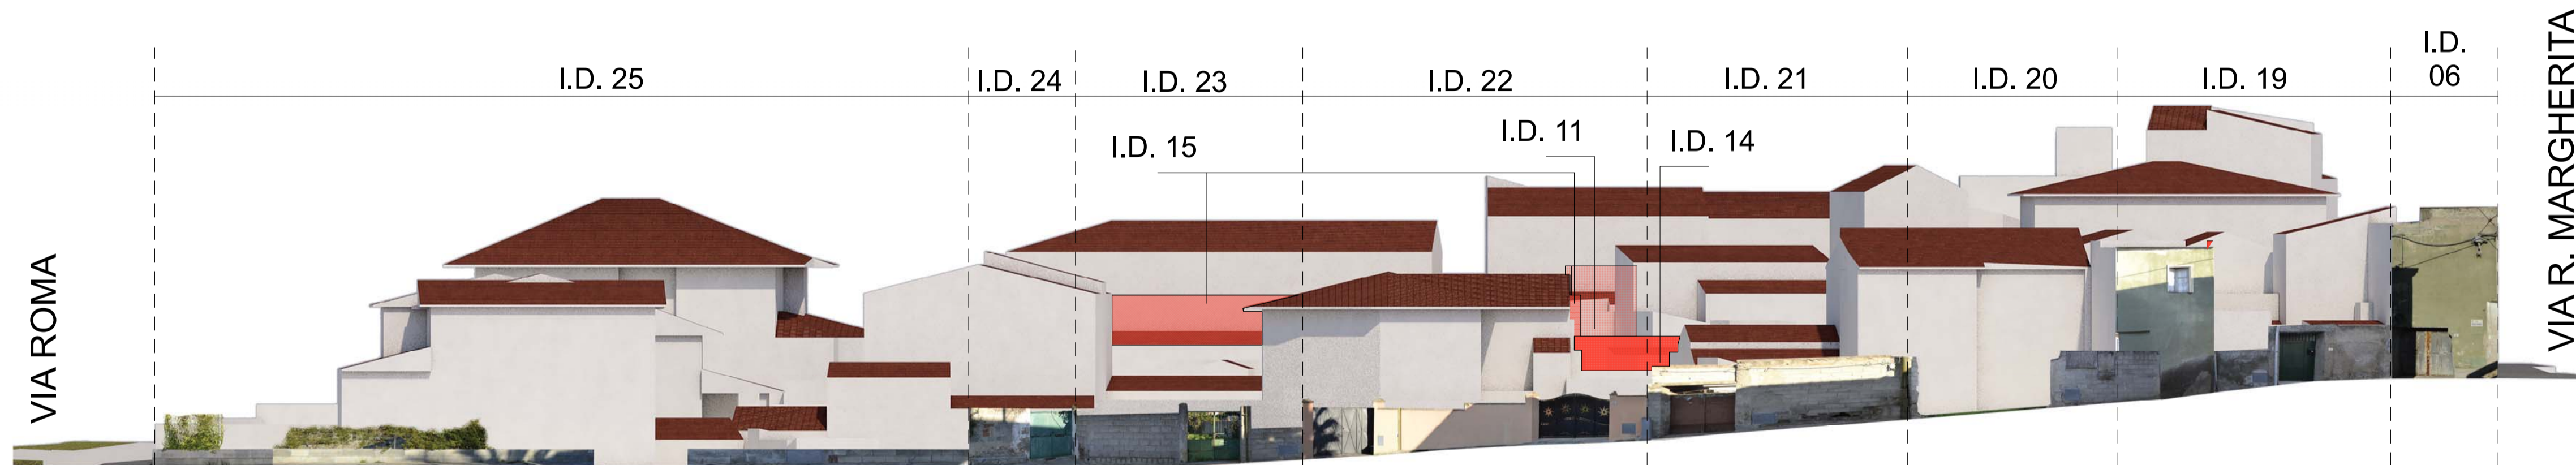 VIA ROMA
I.D. 25
I.D. 24
I.D. 23
I.D. 22
I.D. 21
I.D. 20
I.D. 19
I.D.
06
I.D. 15
I.D. 11
I.D. 14
VIA R. MARGHERITA